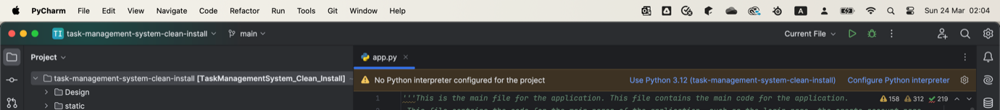 PyCharm File Edit View Navigate Code Refactor Run Tools Git Window Help A Sun 24 Mar 02:04
TI task-management-system-clean-install main Current File
Project app.py
task-management-system-clean-install [TaskManagementSystem_Clean_Install] No Python interpreter configured for the project Use Python 3.12 (task-management-system-clean-install) Configure Python interpreter
Design 1 '''This is the main file for the application. This file contains the main code for the application. 158 312 219
static